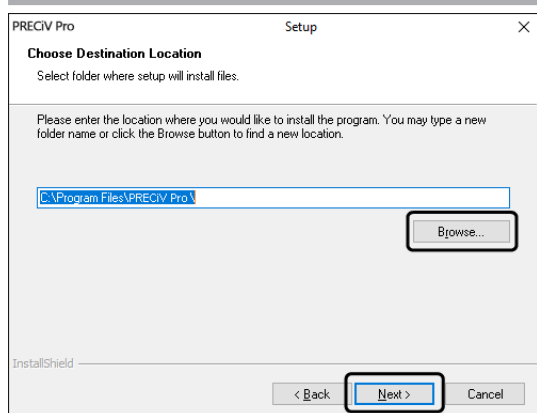 PRECiV Pro Setup
Choose Destination Location
Select folder where setup will install files.
Please enter the location where you would like to install the program. You may type a new
folder name or click the Browse button to find a new location.
C:\Program Files\PRECiV Pro\
Browse...
InstallShield
< Back Next > Cancel